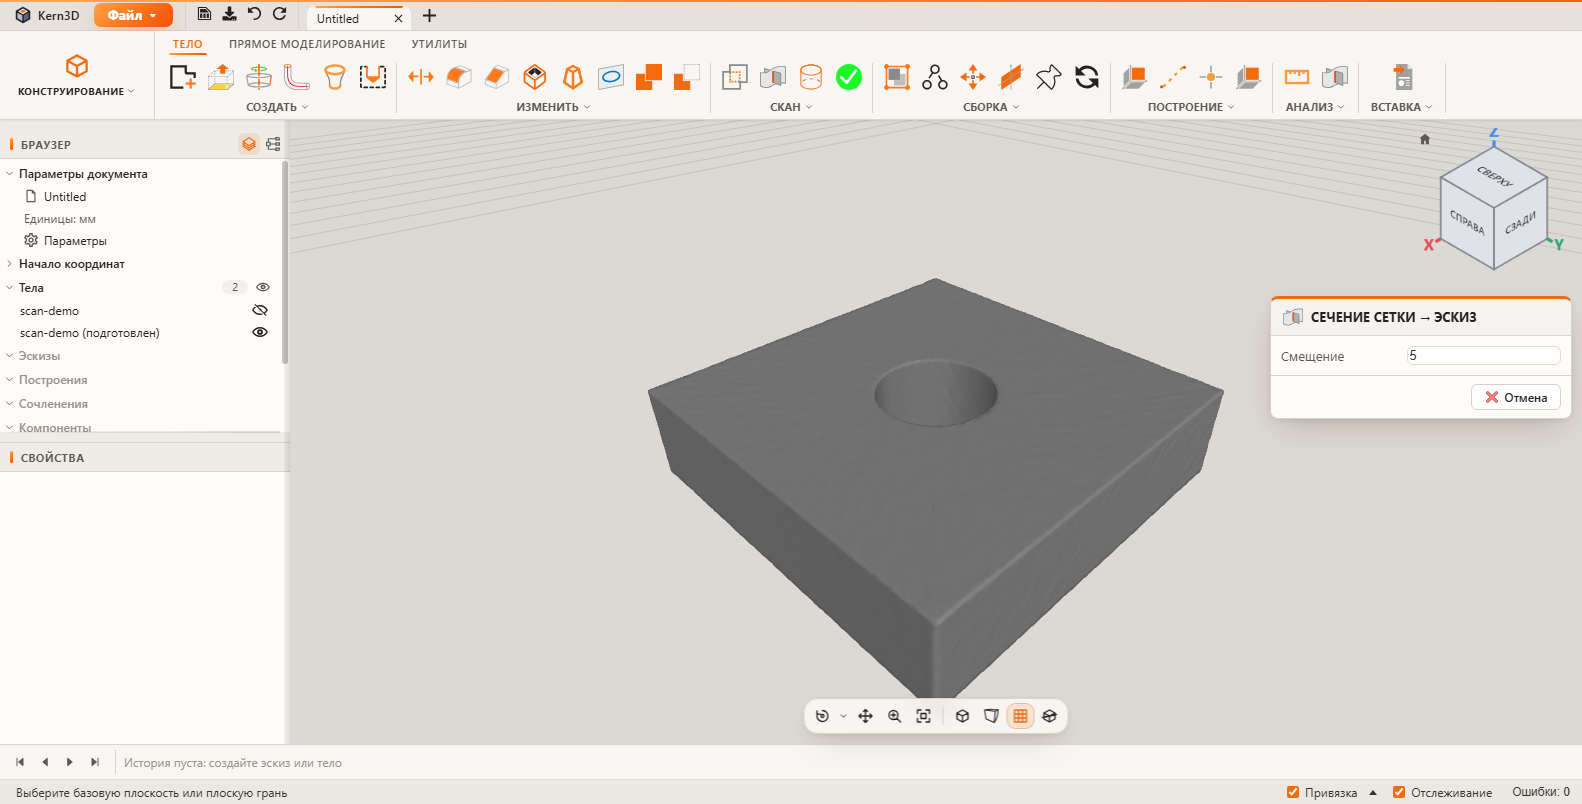 Kern3D
Файл
Untitled
КОНСТРУИРОВАНИЕ
ТЕЛО
ПРЯМОЕ МОДЕЛИРОВАНИЕ
УТИЛИТЫ
СОЗДАТЬ
ИЗМЕНИТЬ
СКАН
СБОРКА
ПОСТРОЕНИЕ
АНАЛИЗ
ВСТАВКА
БРАУЗЕР
Параметры документа
Untitled
Единицы: мм
Параметры
Начало координат
Тела 2
scan-demo
scan-demo (подготовлен)
Эскизы
Построения
Сочленения
Компоненты
СВОЙСТВА
Z
СВЕРХУ
СПРАВА
СЗАДИ
X
Y
СЕЧЕНИЕ СЕТКИ → ЭСКИЗ
Смещение 5
Отмена
История пуста: создайте эскиз или тело
Выберите базовую плоскость или плоскую грань
Привязка
Отслеживание
Ошибки: 0